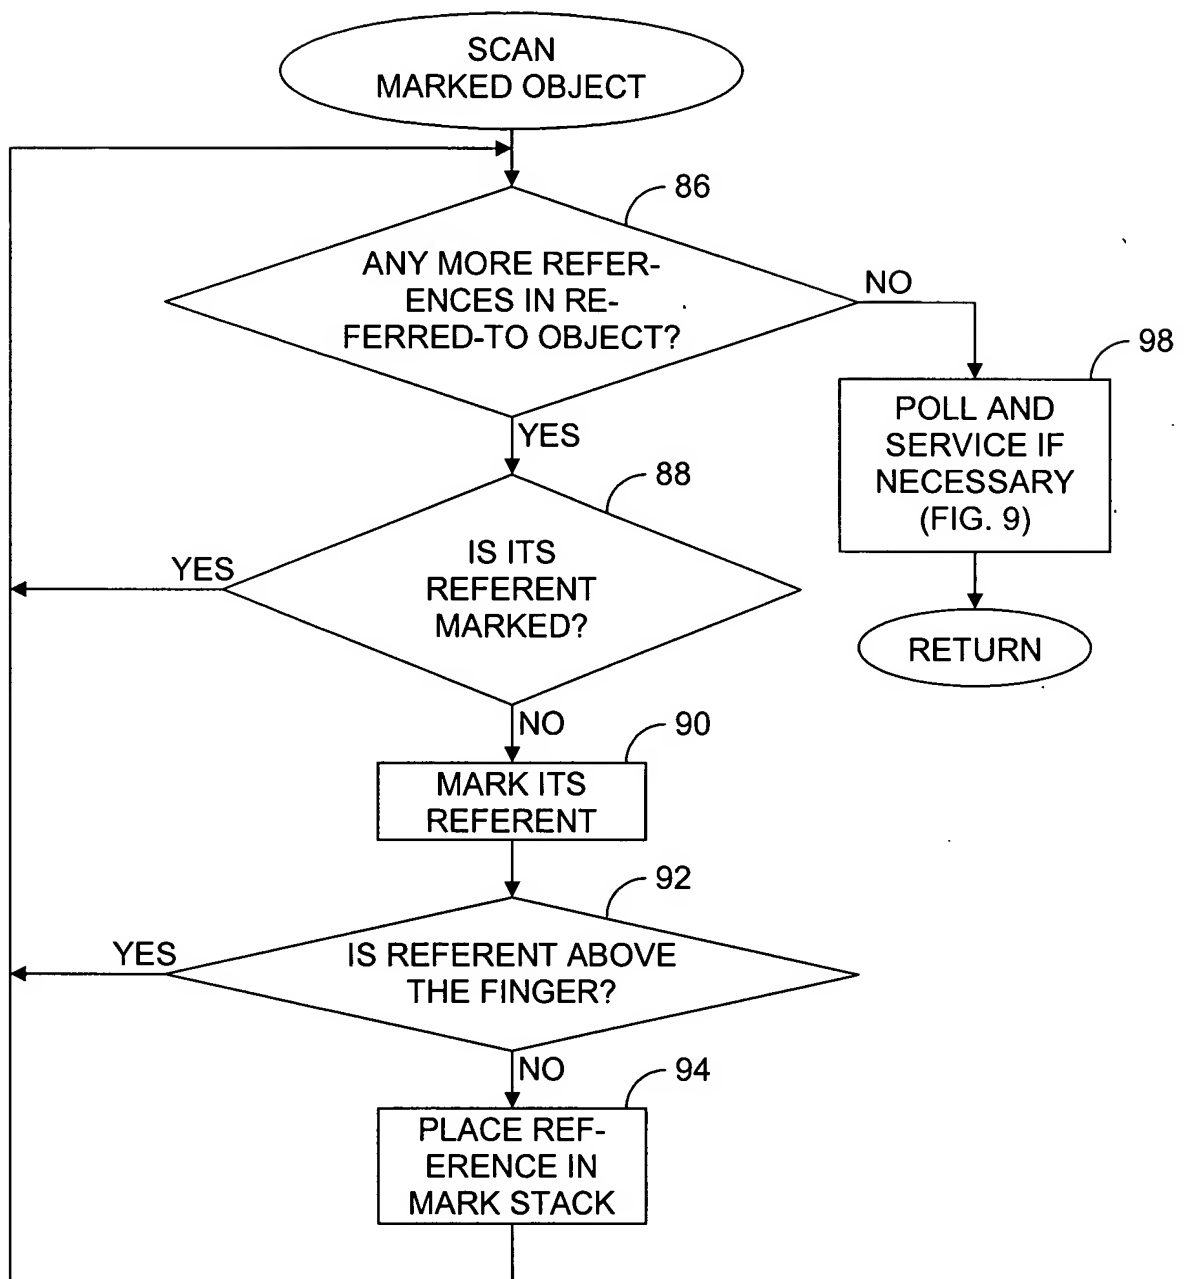 SCAN
MARKED OBJECT
86
ANY MORE REFER-
ENCES IN RE-
FERRED-TO OBJECT?
NO
98
POLL AND
SERVICE IF
NECESSARY
(FIG. 9)
RETURN
YES
88
IS ITS
REFERENT
MARKED?
YES
NO
90
MARK ITS
REFERENT
92
IS REFERENT ABOVE
THE FINGER?
YES
NO
94
PLACE REF-
ERENCE IN
MARK STACK